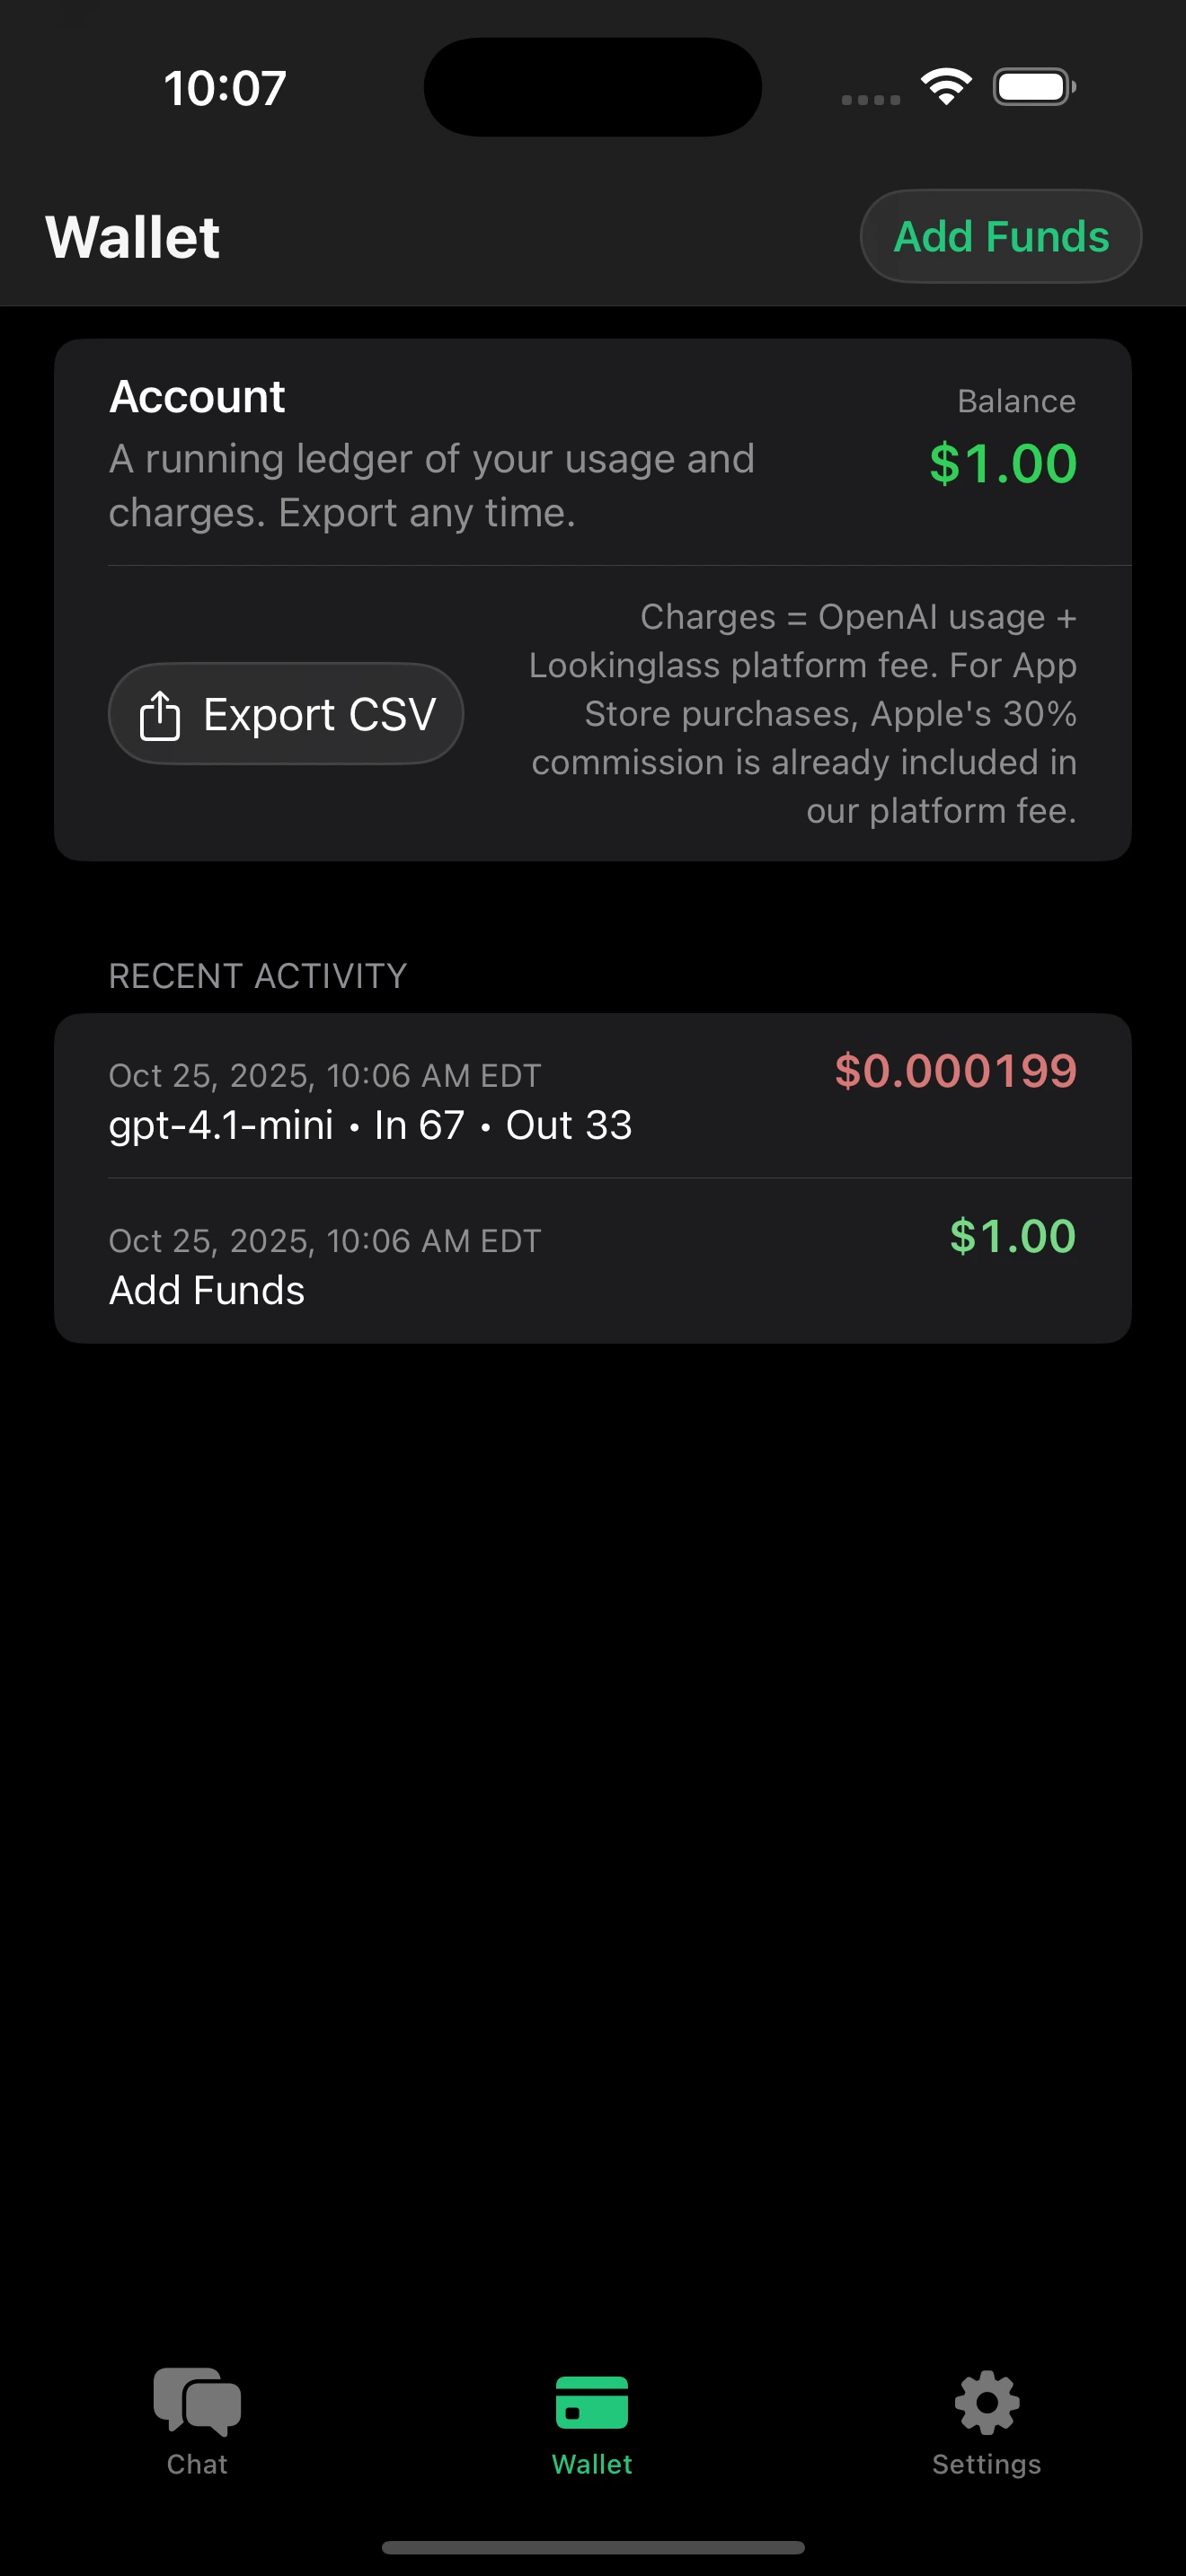 10:07
Wallet
Add Funds
Account
Balance
A running ledger of your usage and
charges. Export any time.
$1.00
Export CSV
Charges = OpenAI usage +
Lookinglass platform fee. For App
Store purchases, Apple's 30%
commission is already included in
our platform fee.
RECENT ACTIVITY
Oct 25, 2025, 10:06 AM EDT
$0.000199
gpt-4.1-mini • In 67 • Out 33
Oct 25, 2025, 10:06 AM EDT
$1.00
Add Funds
Chat
Wallet
Settings